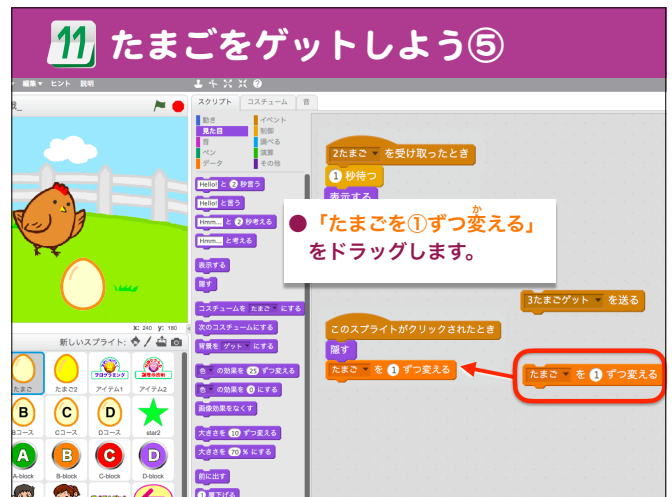 11 たまごをゲットしよう⑤
編集▼ ヒント 説明
スクリプト コスチューム 音
動き イベント
見た目 制御
音 調べる
ペン 演算
データ その他
Hello! と 2 秒言う
Hello! と言う
Hmm... と 2 秒考える
Hmm... と考える
表示する
隠す
コスチュームを たまご にする
次のコスチュームにする
背景を ゲット にする
色 の効果を 25 ずつ変える
色 の効果を 0 にする
画像効果をなくす
大きさを 10 ずつ変える
大きさを 70 % にする
前に出す
1 層下げる
2たまご を受け取ったとき
1 秒待つ
表示する
●「たまごを①ずつ変える」
か
をドラッグします。
3たまごゲット を送る
このスプライトがクリックされたとき
隠す
たまご を 1 ずつ変える
たまご を 1 ずつ変える
x: 240 y: 180
新しいスプライト:
たまご たまご2 アイテム1 アイテム2
B C D
Bコース Cコース Dコース star2
A B C D
A-block B-block C-block D-block